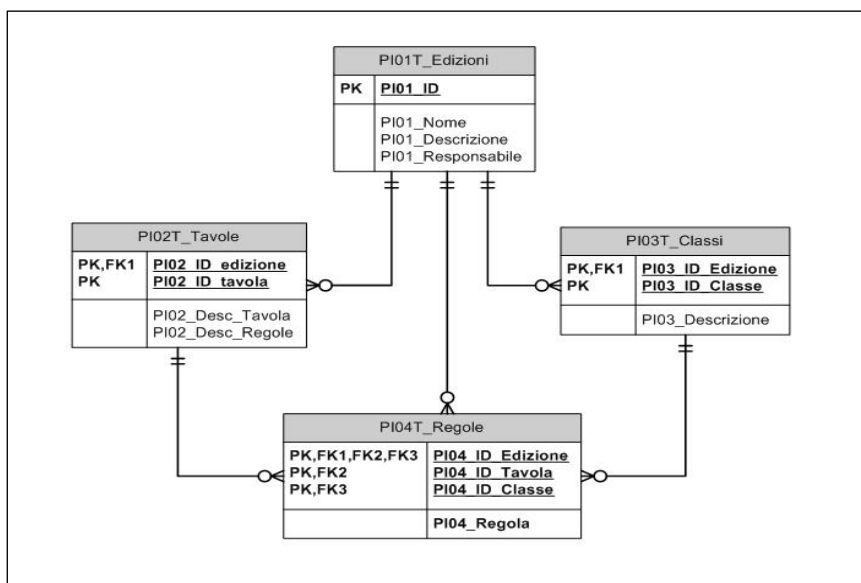 PI01T_Edizioni
PK PI01_ID
PI01_Nome
PI01_Descrizione
PI01_Responsabile
PI02T_Tavole
PK,FK1 PI02_ID_edizione
PK PI02_ID_tavola
PI02_Desc_Tavola
PI02_Desc_Regole
PI03T_Classi
PK,FK1 PI03_ID_Edizione
PK PI03_ID_Classe
PI03_Descrizione
PI04T_Regole
PK,FK1,FK2,FK3 PI04_ID_Edizione
PK,FK2 PI04_ID_Tavola
PK,FK3 PI04_ID_Classe
PI04_Regola